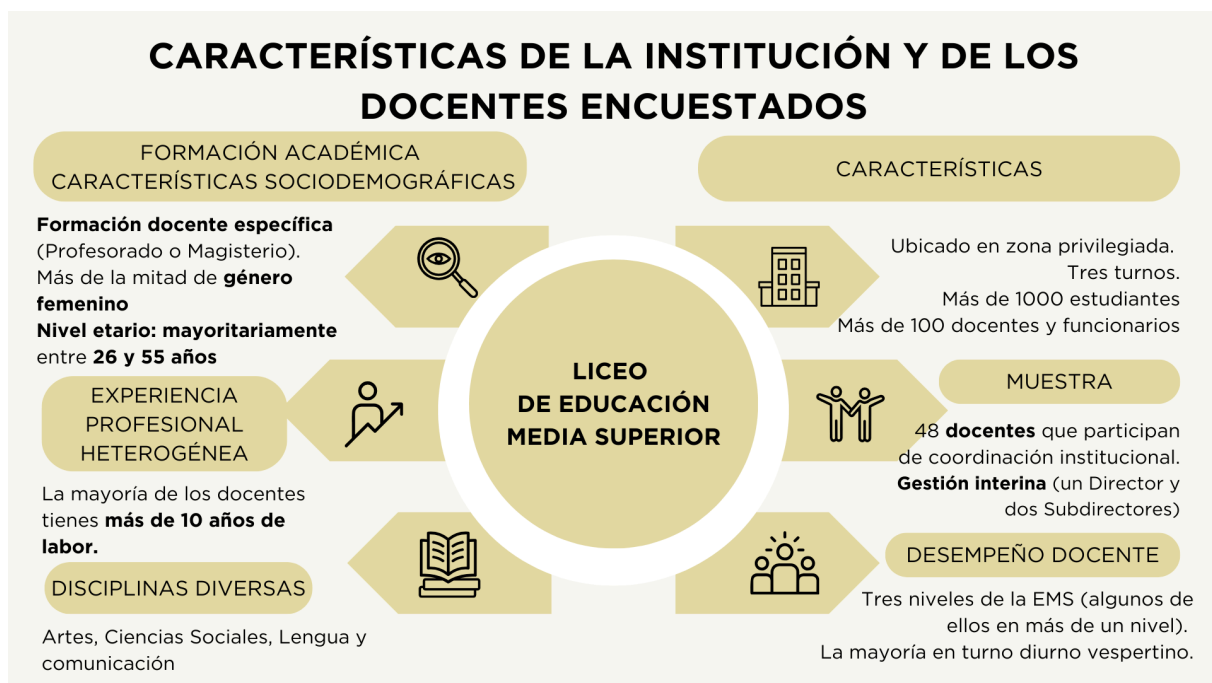 CARACTERÍSTICAS DE LA INSTITUCIÓN Y DE LOS
DOCENTES ENCUESTADOS
FORMACIÓN ACADÉMICA
CARACTERÍSTICAS SOCIODEMOGRÁFICAS
Formación docente específica
(Profesorado o Magisterio).
Más de la mitad de género
femenino
Nivel etario: mayoritariamente
entre 26 y 55 años
EXPERIENCIA
PROFESIONAL
HETEROGÉNEA
La mayoría de los docentes
tienes más de 10 años de
labor.
DISCIPLINAS DIVERSAS
Artes, Ciencias Sociales, Lengua y
comunicación
LICEO
DE EDUCACIÓN
MEDIA SUPERIOR
CARACTERÍSTICAS
Ubicado en zona privilegiada.
Tres turnos.
Más de 1000 estudiantes
Más de 100 docentes y funcionarios
MUESTRA
48 docentes que participan
de coordinación institucional.
Gestión interina (un Director y
dos Subdirectores)
DESEMPEÑO DOCENTE
Tres niveles de la EMS (algunos de
ellos en más de un nivel).
La mayoría en turno diurno vespertino.